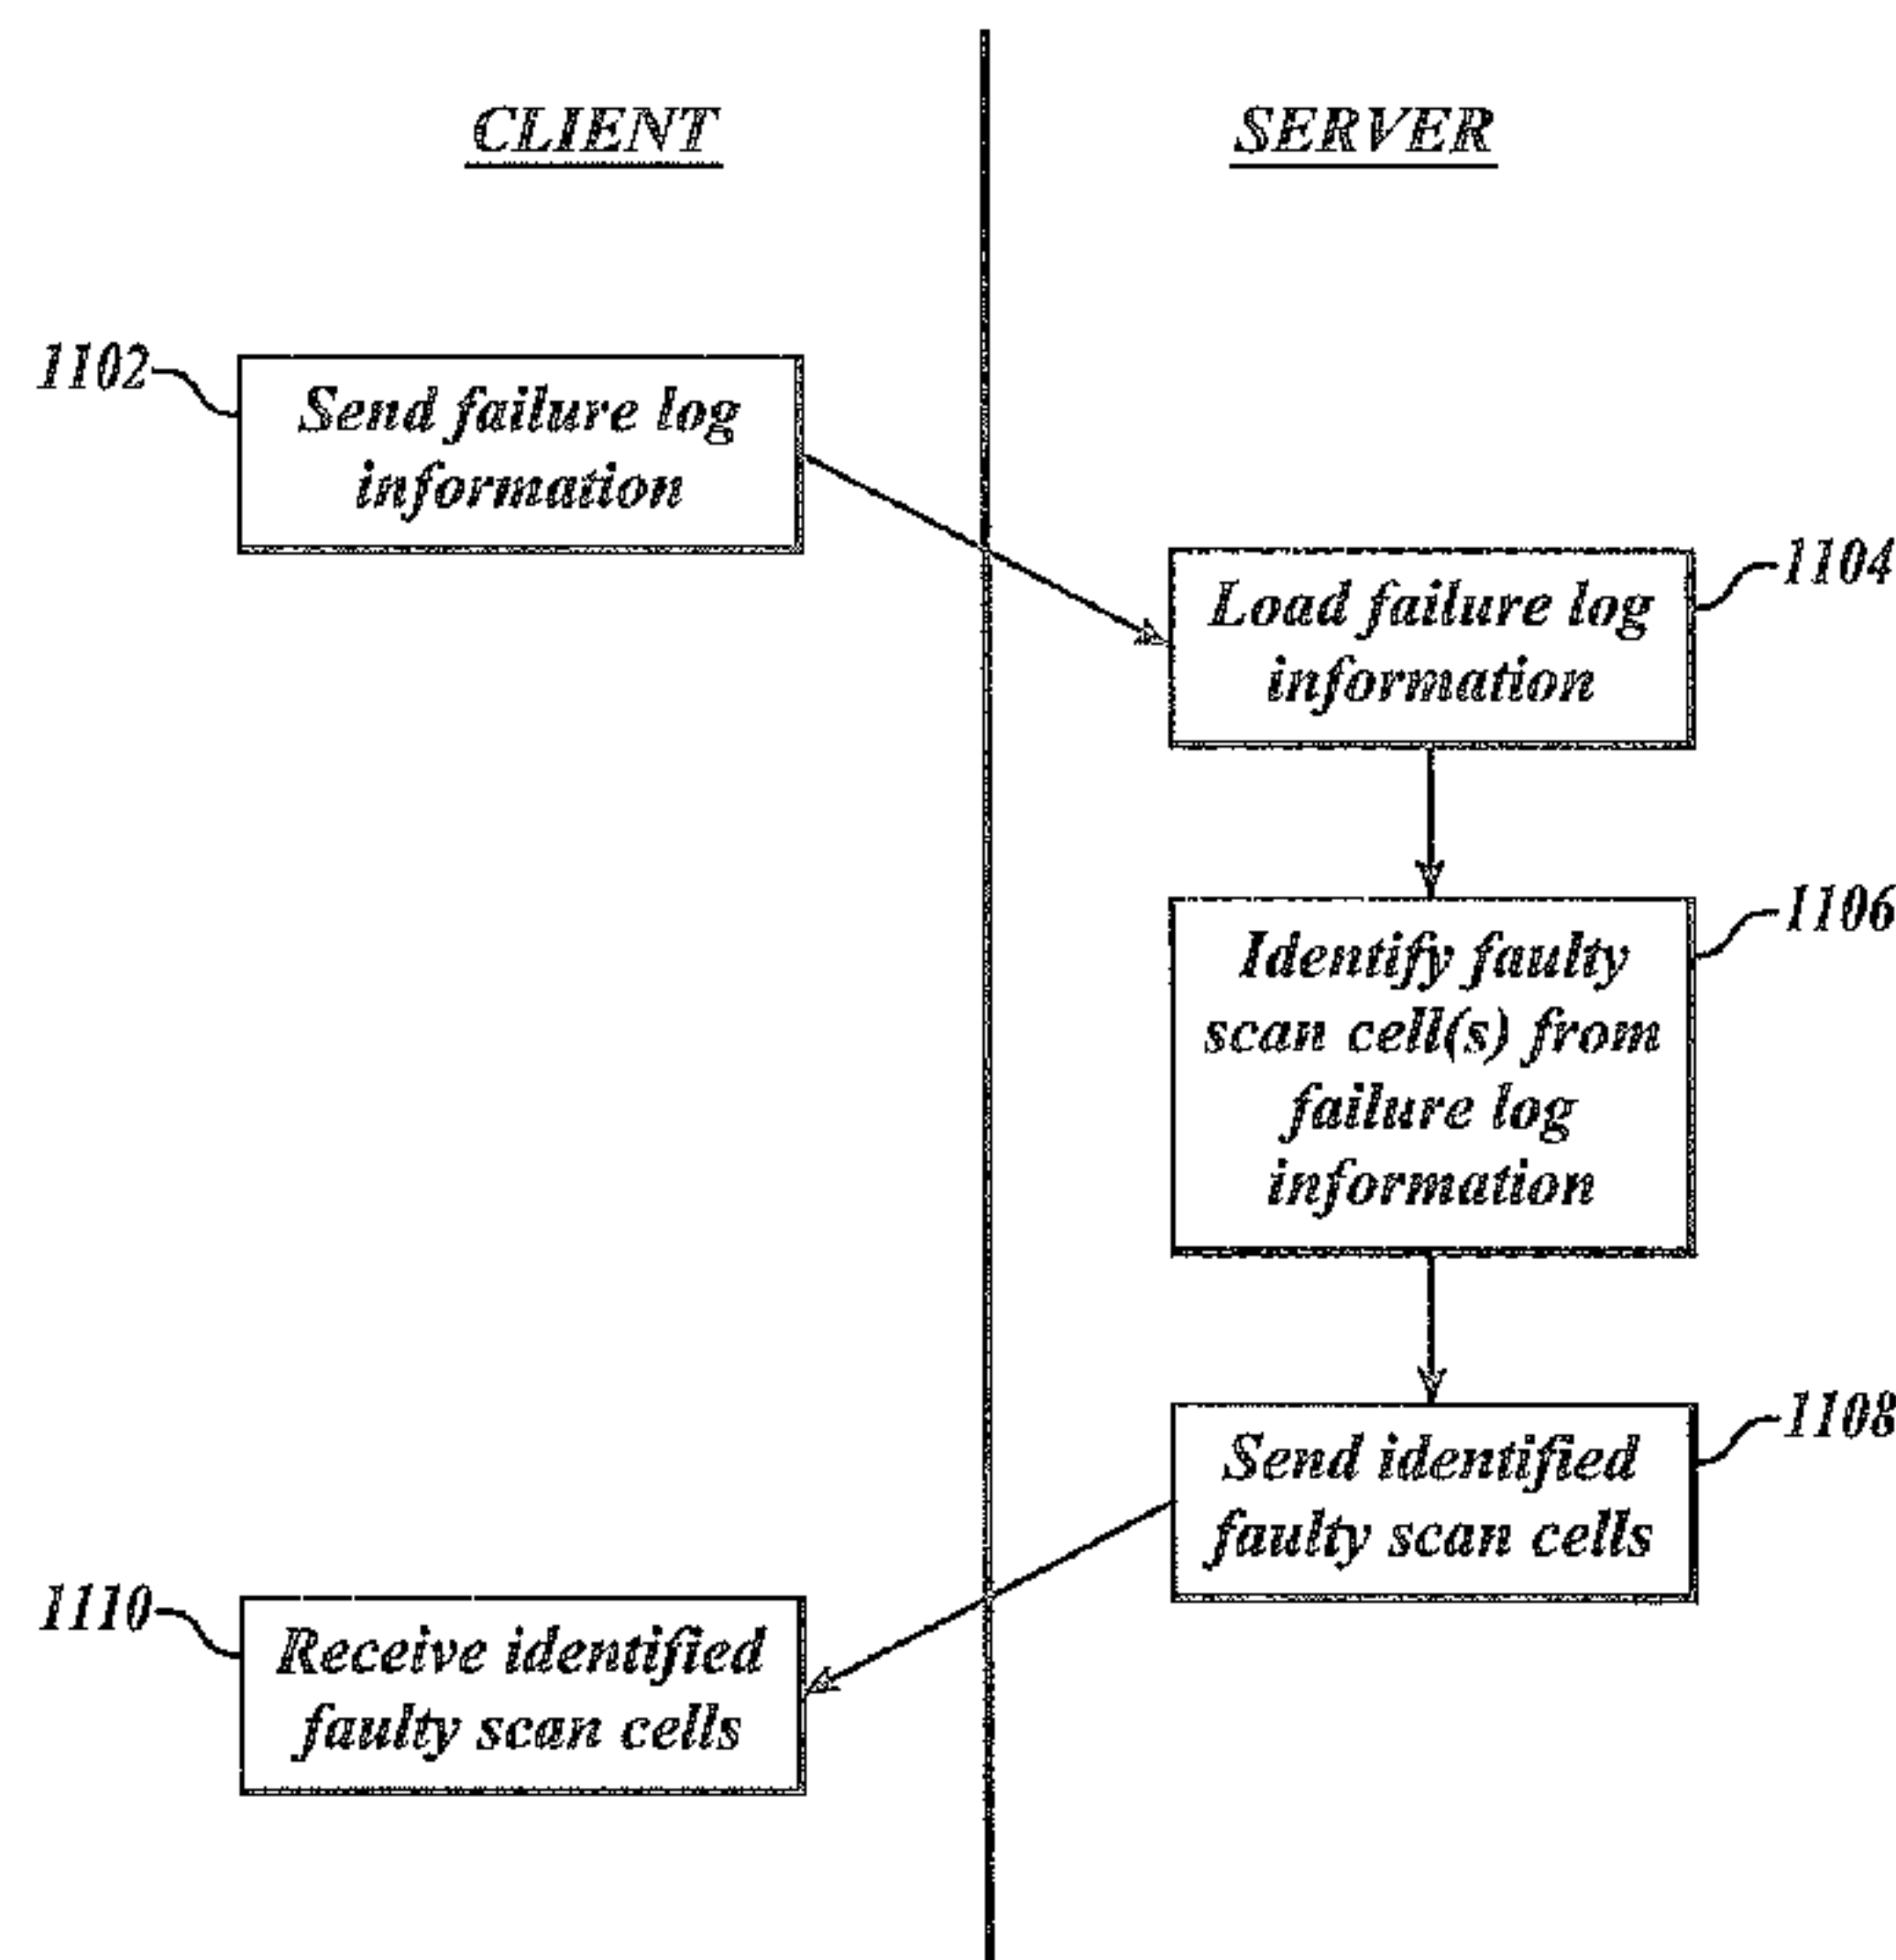 CLIENT
SERVER
1102
Send failure log
information
1104
Load failure log
information
1106
Identify faulty
scan cell(s) from
failure log
information
1108
Send identified
faulty scan cells
1110
Receive identified
faulty scan cells